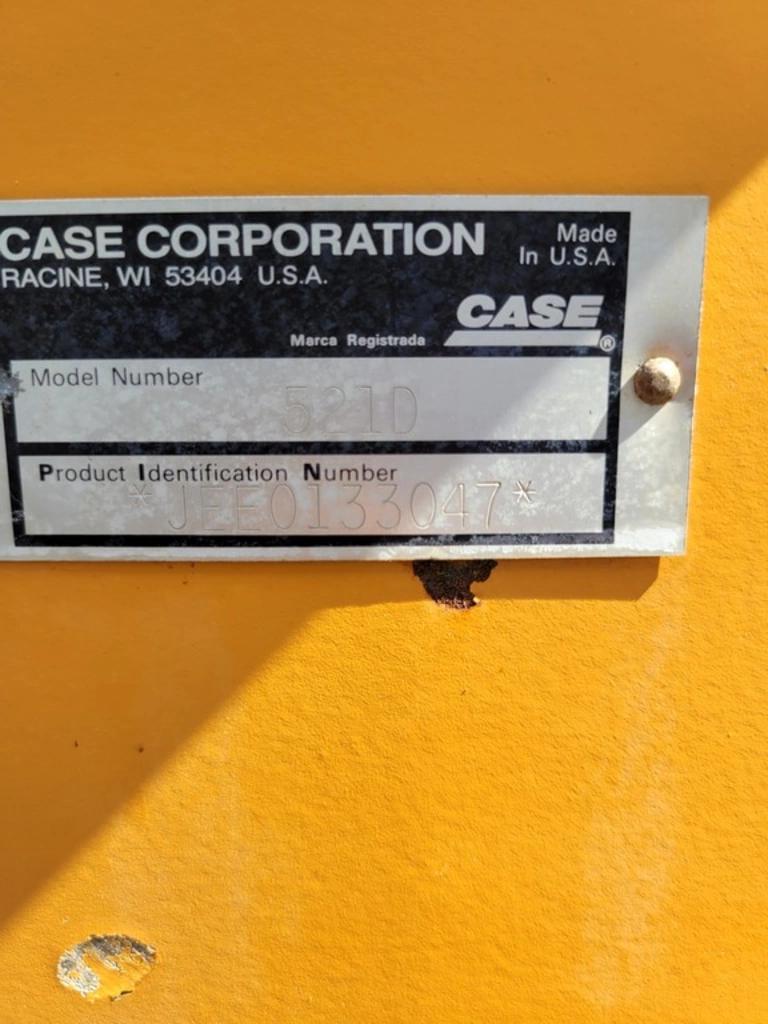 CASE CORPORATION
RACINE, WI 53404 U.S.A.
Made
In U.S.A.
CASE
Marca Registrada ®
Model Number
521D
Product Identification Number
*JEE0133047*